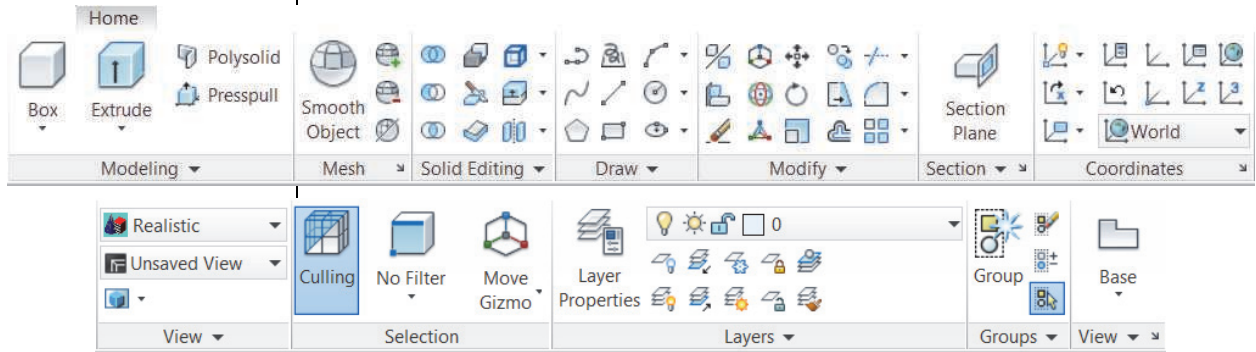 Home
Box
Extrude
Polysolid
Presspull
Smooth
Object
Section
Plane
World
Modeling
Mesh
Solid Editing
Draw
Modify
Section
Coordinates
Realistic
Unsaved View
Culling
No Filter
Move
Gizmo
Layer
Properties
0
Group
Base
View
Selection
Layers
Groups
View